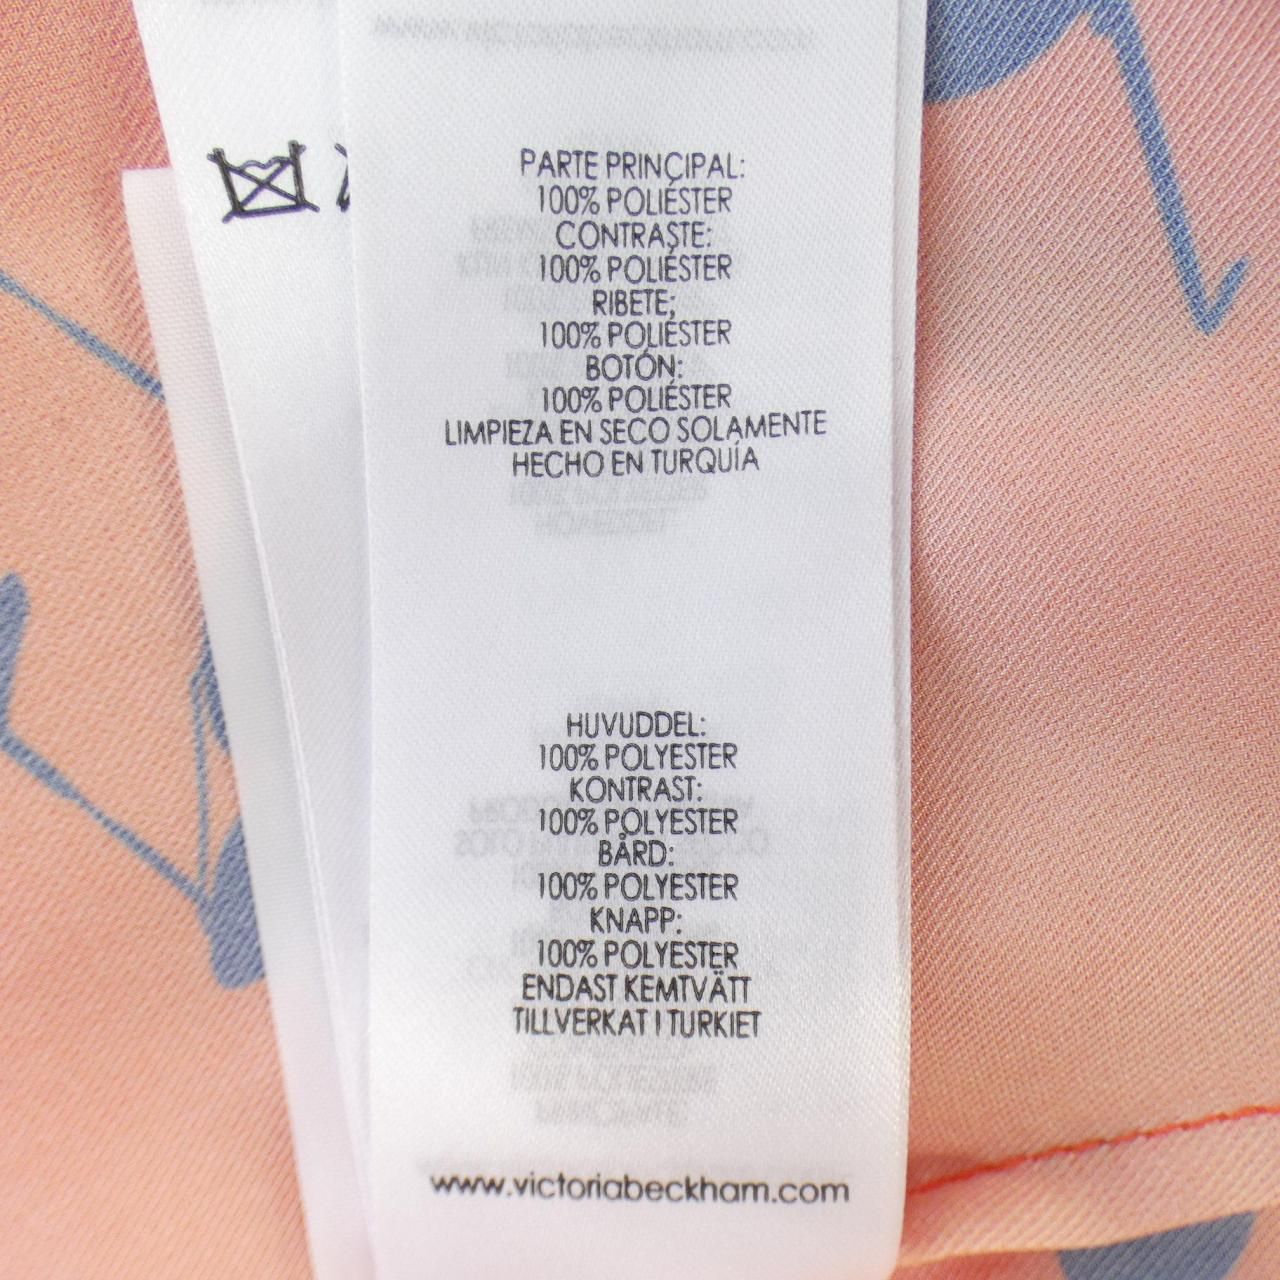 PARTE PRINCIPAL:
100% POLIÉSTER
CONTRASTE:
100% POLIÉSTER
RIBETE;
100% POLIÉSTER
BOTÓN:
100% POLIÉSTER
LIMPIEZA EN SECO SOLAMENTE
HECHO EN TURQUÍA
HUVUDDEL:
100% POLYESTER
KONTRAST:
100% POLYESTER
BÅRD:
100% POLYESTER
KNAPP:
100% POLYESTER
ENDAST KEMTVÄTT
TILLVERKAT I TURKIET
www.victoriabeckham.com